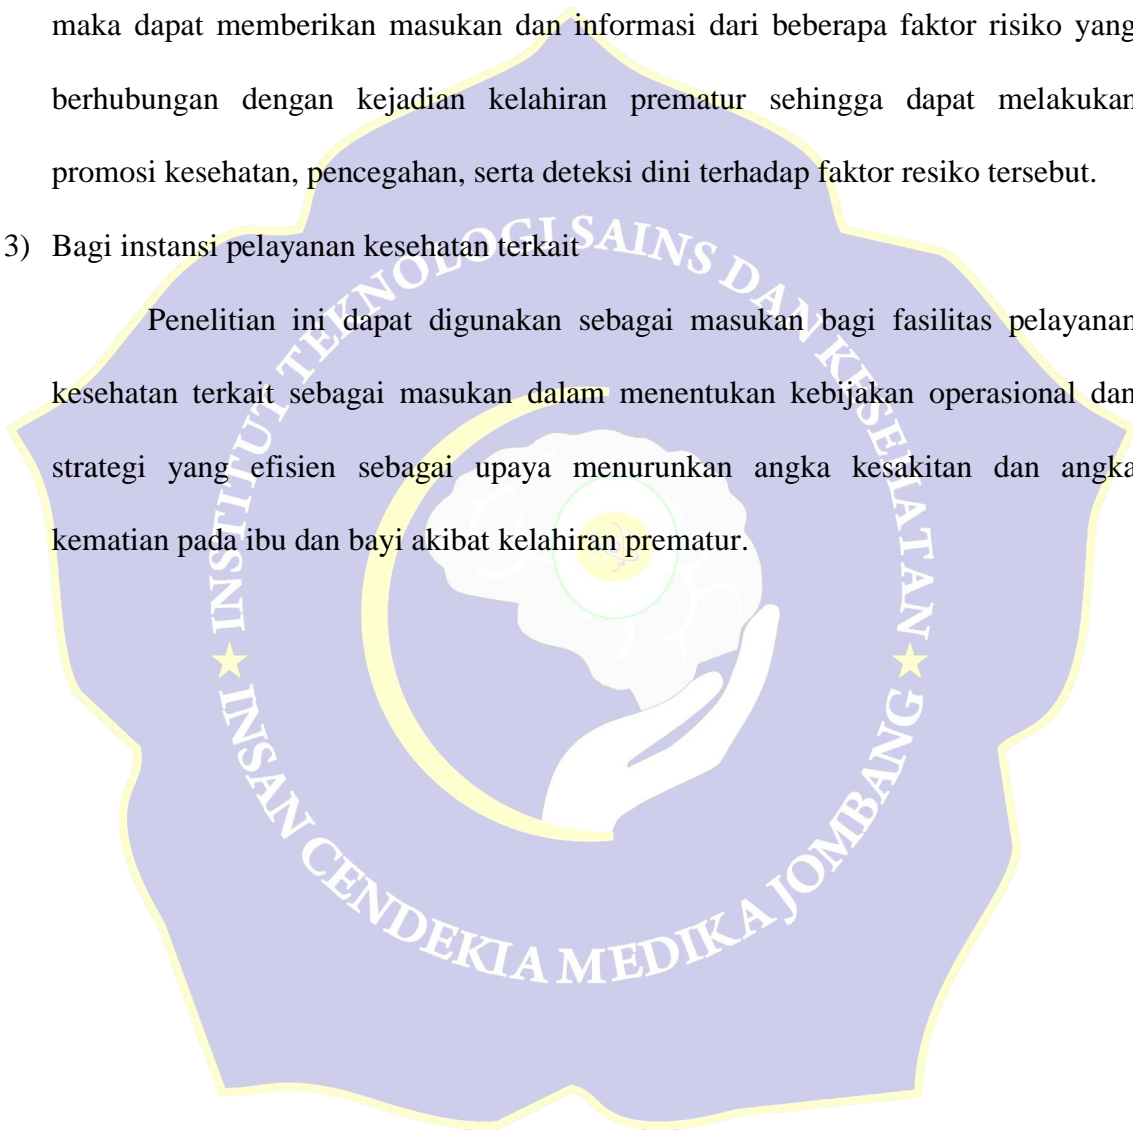 maka dapat memberikan masukan dan informasi dari beberapa faktor risiko yang
berhubungan dengan kejadian kelahiran prematur sehingga dapat melakukan
promosi kesehatan, pencegahan, serta deteksi dini terhadap faktor resiko tersebut.
3) Bagi instansi pelayanan kesehatan terkait
Penelitian ini dapat digunakan sebagai masukan bagi fasilitas pelayanan
kesehatan terkait sebagai masukan dalam menentukan kebijakan operasional dan
strategi yang efisien sebagai upaya menurunkan angka kesakitan dan angka
kematian pada ibu dan bayi akibat kelahiran prematur.
INSTITUT TEKNOLOGI SAINS DAN KESEHATAN
INSAN CENDEKIA MEDIKA JOMBANG